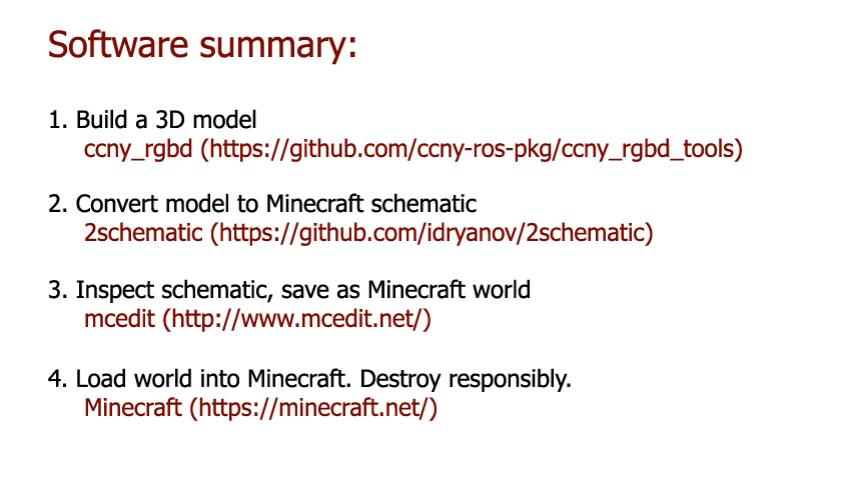 Software summary:
1. Build a 3D model
ccny_rgbd (https://github.com/ccny-ros-pkg/ccny_rgbd_tools)
2. Convert model to Minecraft schematic
2schematic (https://github.com/idryanov/2schematic)
3. Inspect schematic, save as Minecraft world
mcedit (http://www.mcedit.net/)
4. Load world into Minecraft. Destroy responsibly.
Minecraft (https://minecraft.net/)